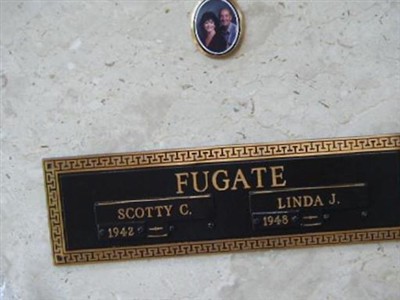 FUGATE
SCOTTY C. LINDA J.
1942 1948